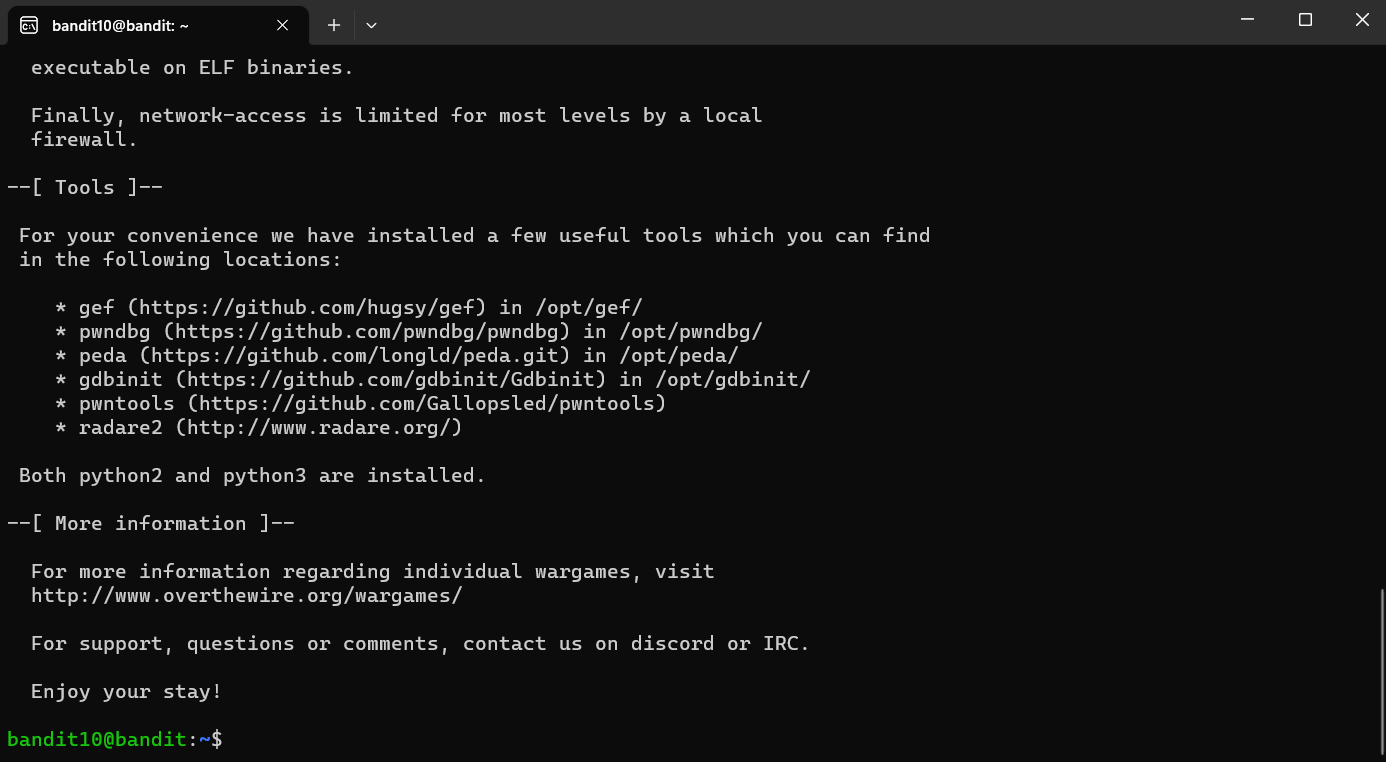 bandit10@bandit: ~
executable on ELF binaries.
Finally, network-access is limited for most levels by a local
firewall.
--[ Tools ]--
For your convenience we have installed a few useful tools which you can find
in the following locations:
* gef (https://github.com/hugsy/gef) in /opt/gef/
* pwndbg (https://github.com/pwndbg/pwndbg) in /opt/pwndbg/
* peda (https://github.com/longld/peda.git) in /opt/peda/
* gdbinit (https://github.com/gdbinit/Gdbinit) in /opt/gdbinit/
* pwntools (https://github.com/Gallopsled/pwntools)
* radare2 (http://www.radare.org/)
Both python2 and python3 are installed.
--[ More information ]--
For more information regarding individual wargames, visit
http://www.overthewire.org/wargames/
For support, questions or comments, contact us on discord or IRC.
Enjoy your stay!
bandit10@bandit:~$